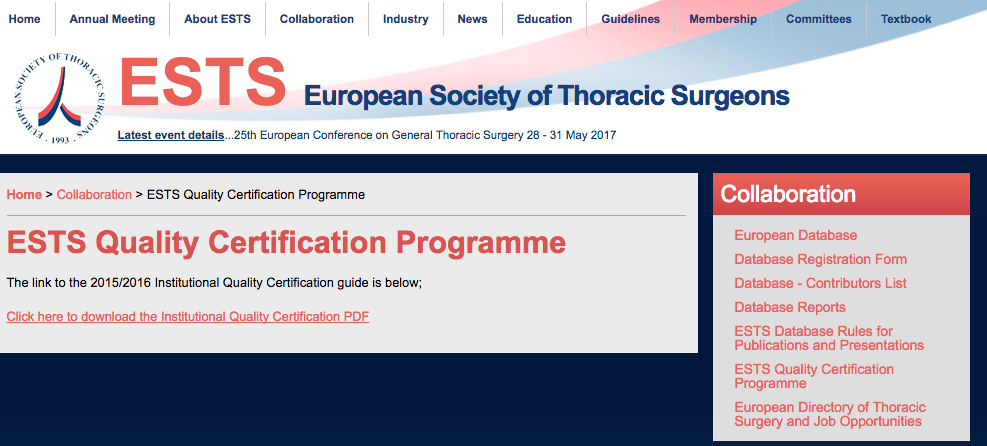 Home
Annual Meeting
About ESTS
Collaboration
Industry
News
Education
Guidelines
Membership
Committees
Textbook
EUROPEAN SOCIETY OF THORACIC SURGEONS
· 1993 ·
ESTS European Society of Thoracic Surgeons
Latest event details...25th European Conference on General Thoracic Surgery 28 - 31 May 2017
Home > Collaboration > ESTS Quality Certification Programme
ESTS Quality Certification Programme
The link to the 2015/2016 Institutional Quality Certification guide is below;
Click here to download the Institutional Quality Certification PDF
Collaboration
European Database
Database Registration Form
Database - Contributors List
Database Reports
ESTS Database Rules for
Publications and Presentations
ESTS Quality Certification
Programme
European Directory of Thoracic
Surgery and Job Opportunities